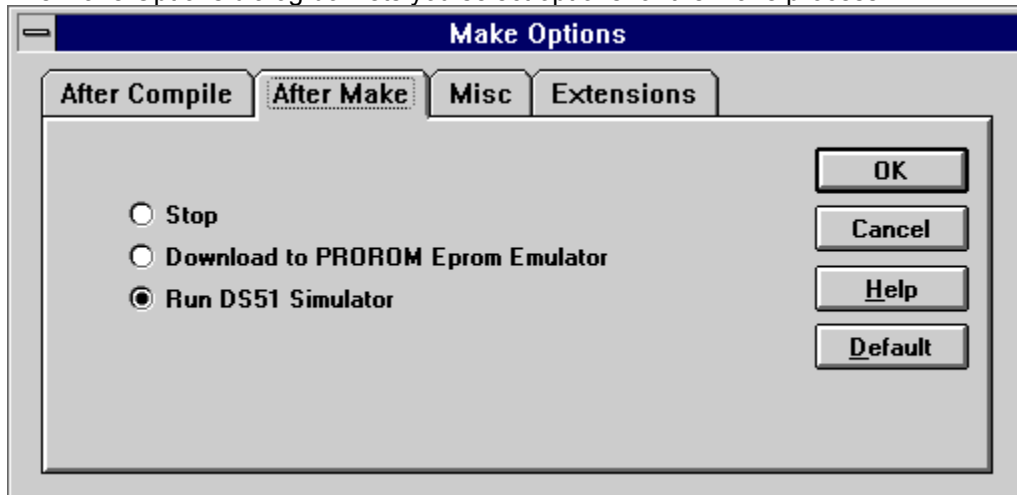 Make Options
After Compile After Make Misc Extensions
OK
Stop
Cancel
Download to PROROM Eprom Emulator
Run DS51 Simulator
Help
Default